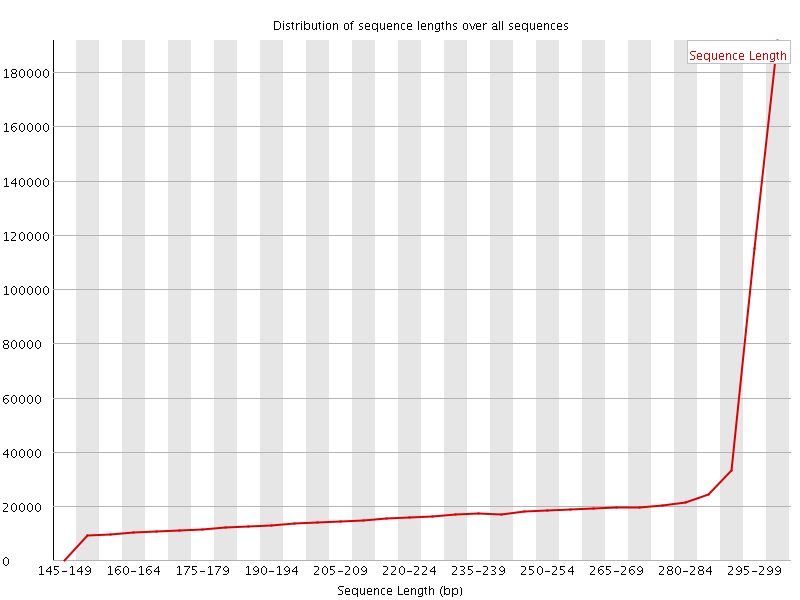 Distribution of sequence lengths over all sequences
Sequence Length
180000
160000
140000
120000
100000
80000
60000
40000
20000
0
145-149 160-164 175-179 190-194 205-209 220-224 235-239 250-254 265-269 280-284 295-299
Sequence Length (bp)